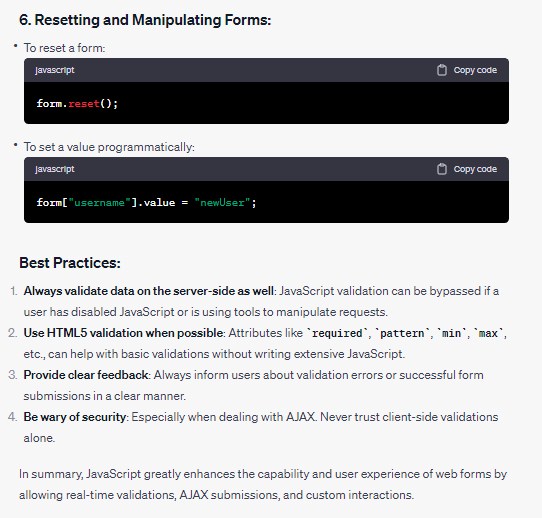 6. Resetting and Manipulating Forms:
• To reset a form:
javascript Copy code
form.reset();
• To set a value programmatically:
javascript Copy code
form["username"].value = "newUser";
Best Practices:
1. Always validate data on the server-side as well: JavaScript validation can be bypassed if a
user has disabled JavaScript or is using tools to manipulate requests.
2. Use HTML5 validation when possible: Attributes like `required`, `pattern`, `min`, `max`,
etc., can help with basic validations without writing extensive JavaScript.
3. Provide clear feedback: Always inform users about validation errors or successful form
submissions in a clear manner.
4. Be wary of security: Especially when dealing with AJAX. Never trust client-side validations
alone.
In summary, JavaScript greatly enhances the capability and user experience of web forms by
allowing real-time validations, AJAX submissions, and custom interactions.